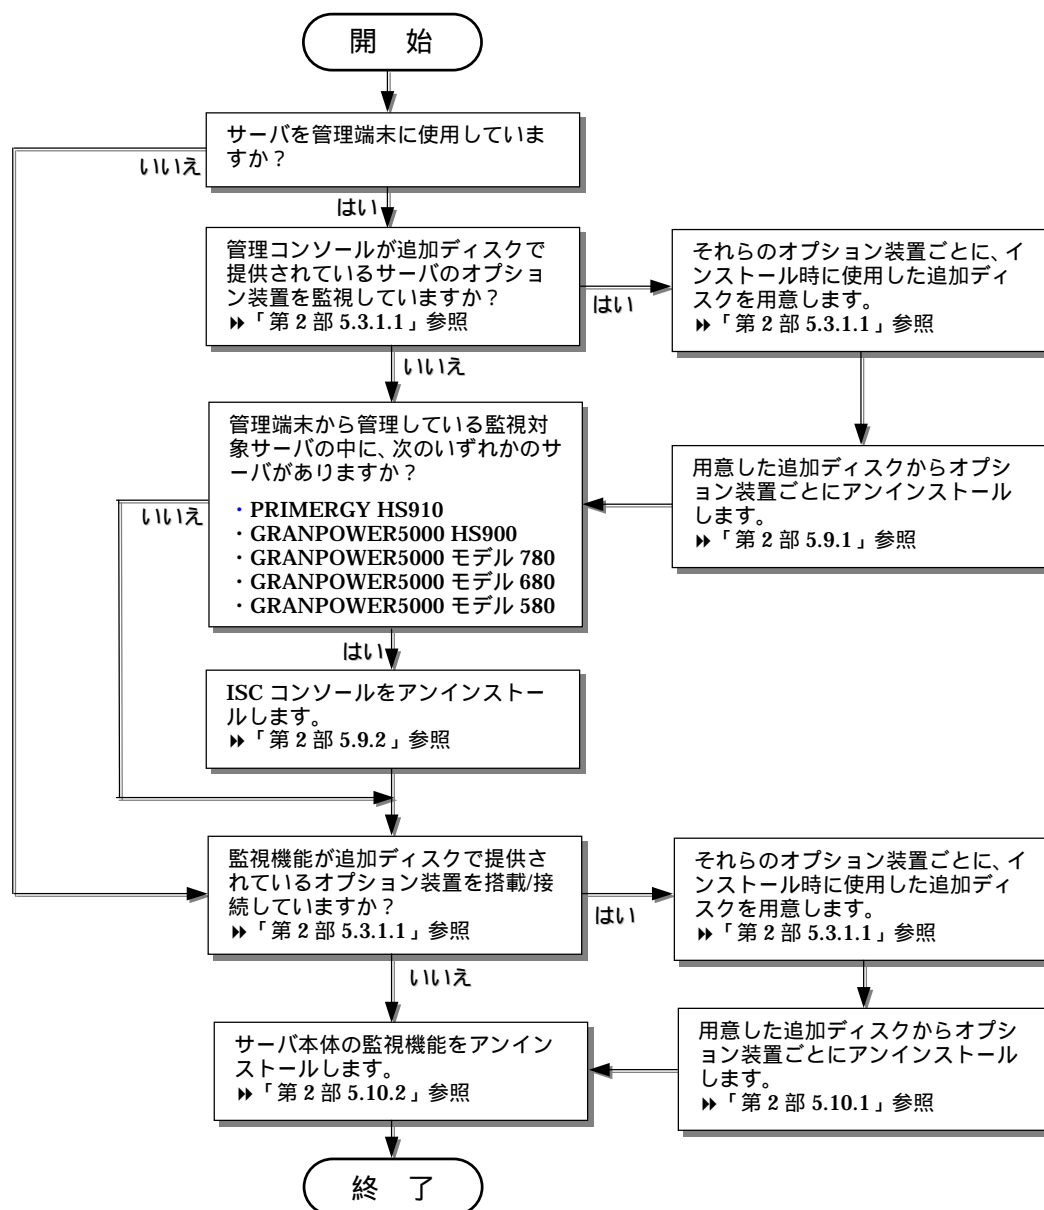 開 始
サーバを管理端末に使用していま
すか？
いいえ
はい
管理コンソールが追加ディスクで
提供されているサーバのオプショ
ン装置を監視していますか？
「第 2 部 5.3.1.1」参照
はい
それらのオプション装置ごとに、イ
ンストール時に使用した追加ディ
スクを用意します。
「第 2 部 5.3.1.1」参照
いいえ
管理端末から管理している監視対
象サーバの中に、次のいずれかのサ
ーバがありますか？
・PRIMERGY HS910
・GRANPOWER5000 HS900
・GRANPOWER5000 モデル 780
・GRANPOWER5000 モデル 680
・GRANPOWER5000 モデル 580
いいえ
用意した追加ディスクからオプシ
ョン装置ごとにアンインストール
します。
「第 2 部 5.9.1」参照
はい
ISC コンソールをアンインストー
ルします。
「第 2 部 5.9.2」参照
監視機能が追加ディスクで提供さ
れているオプション装置を搭載/接
続していますか？
「第 2 部 5.3.1.1」参照
はい
それらのオプション装置ごとに、イ
ンストール時に使用した追加ディ
スクを用意します。
「第 2 部 5.3.1.1」参照
いいえ
サーバ本体の監視機能をアンイン
ストールします。
「第 2 部 5.10.2」参照
用意した追加ディスクからオプシ
ョン装置ごとにアンインストール
します。
「第 2 部 5.10.1」参照
終 了